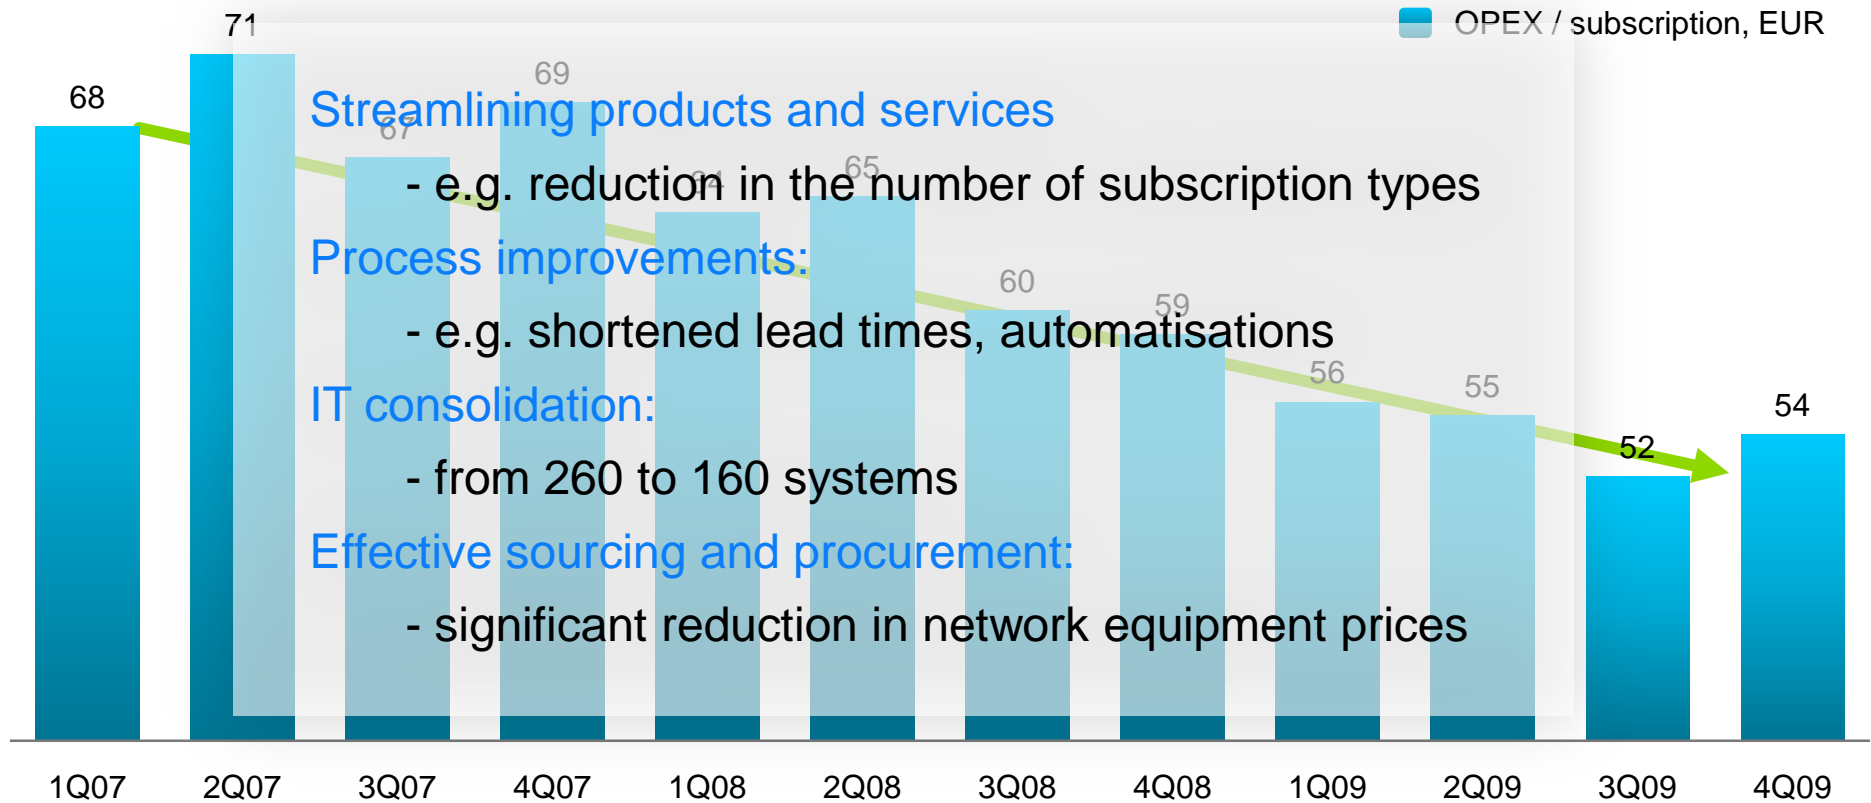 OPEX / subscription, EUR
68
71
67
69
64
65
60
59
56
55
52
54
Streamlining products and services
- e.g. reduction in the number of subscription types
Process improvements:
- e.g. shortened lead times, automatisations
IT consolidation:
- from 260 to 160 systems
Effective sourcing and procurement:
- significant reduction in network equipment prices
1Q07 2Q07 3Q07 4Q07 1Q08 2Q08 3Q08 4Q08 1Q09 2Q09 3Q09 4Q09